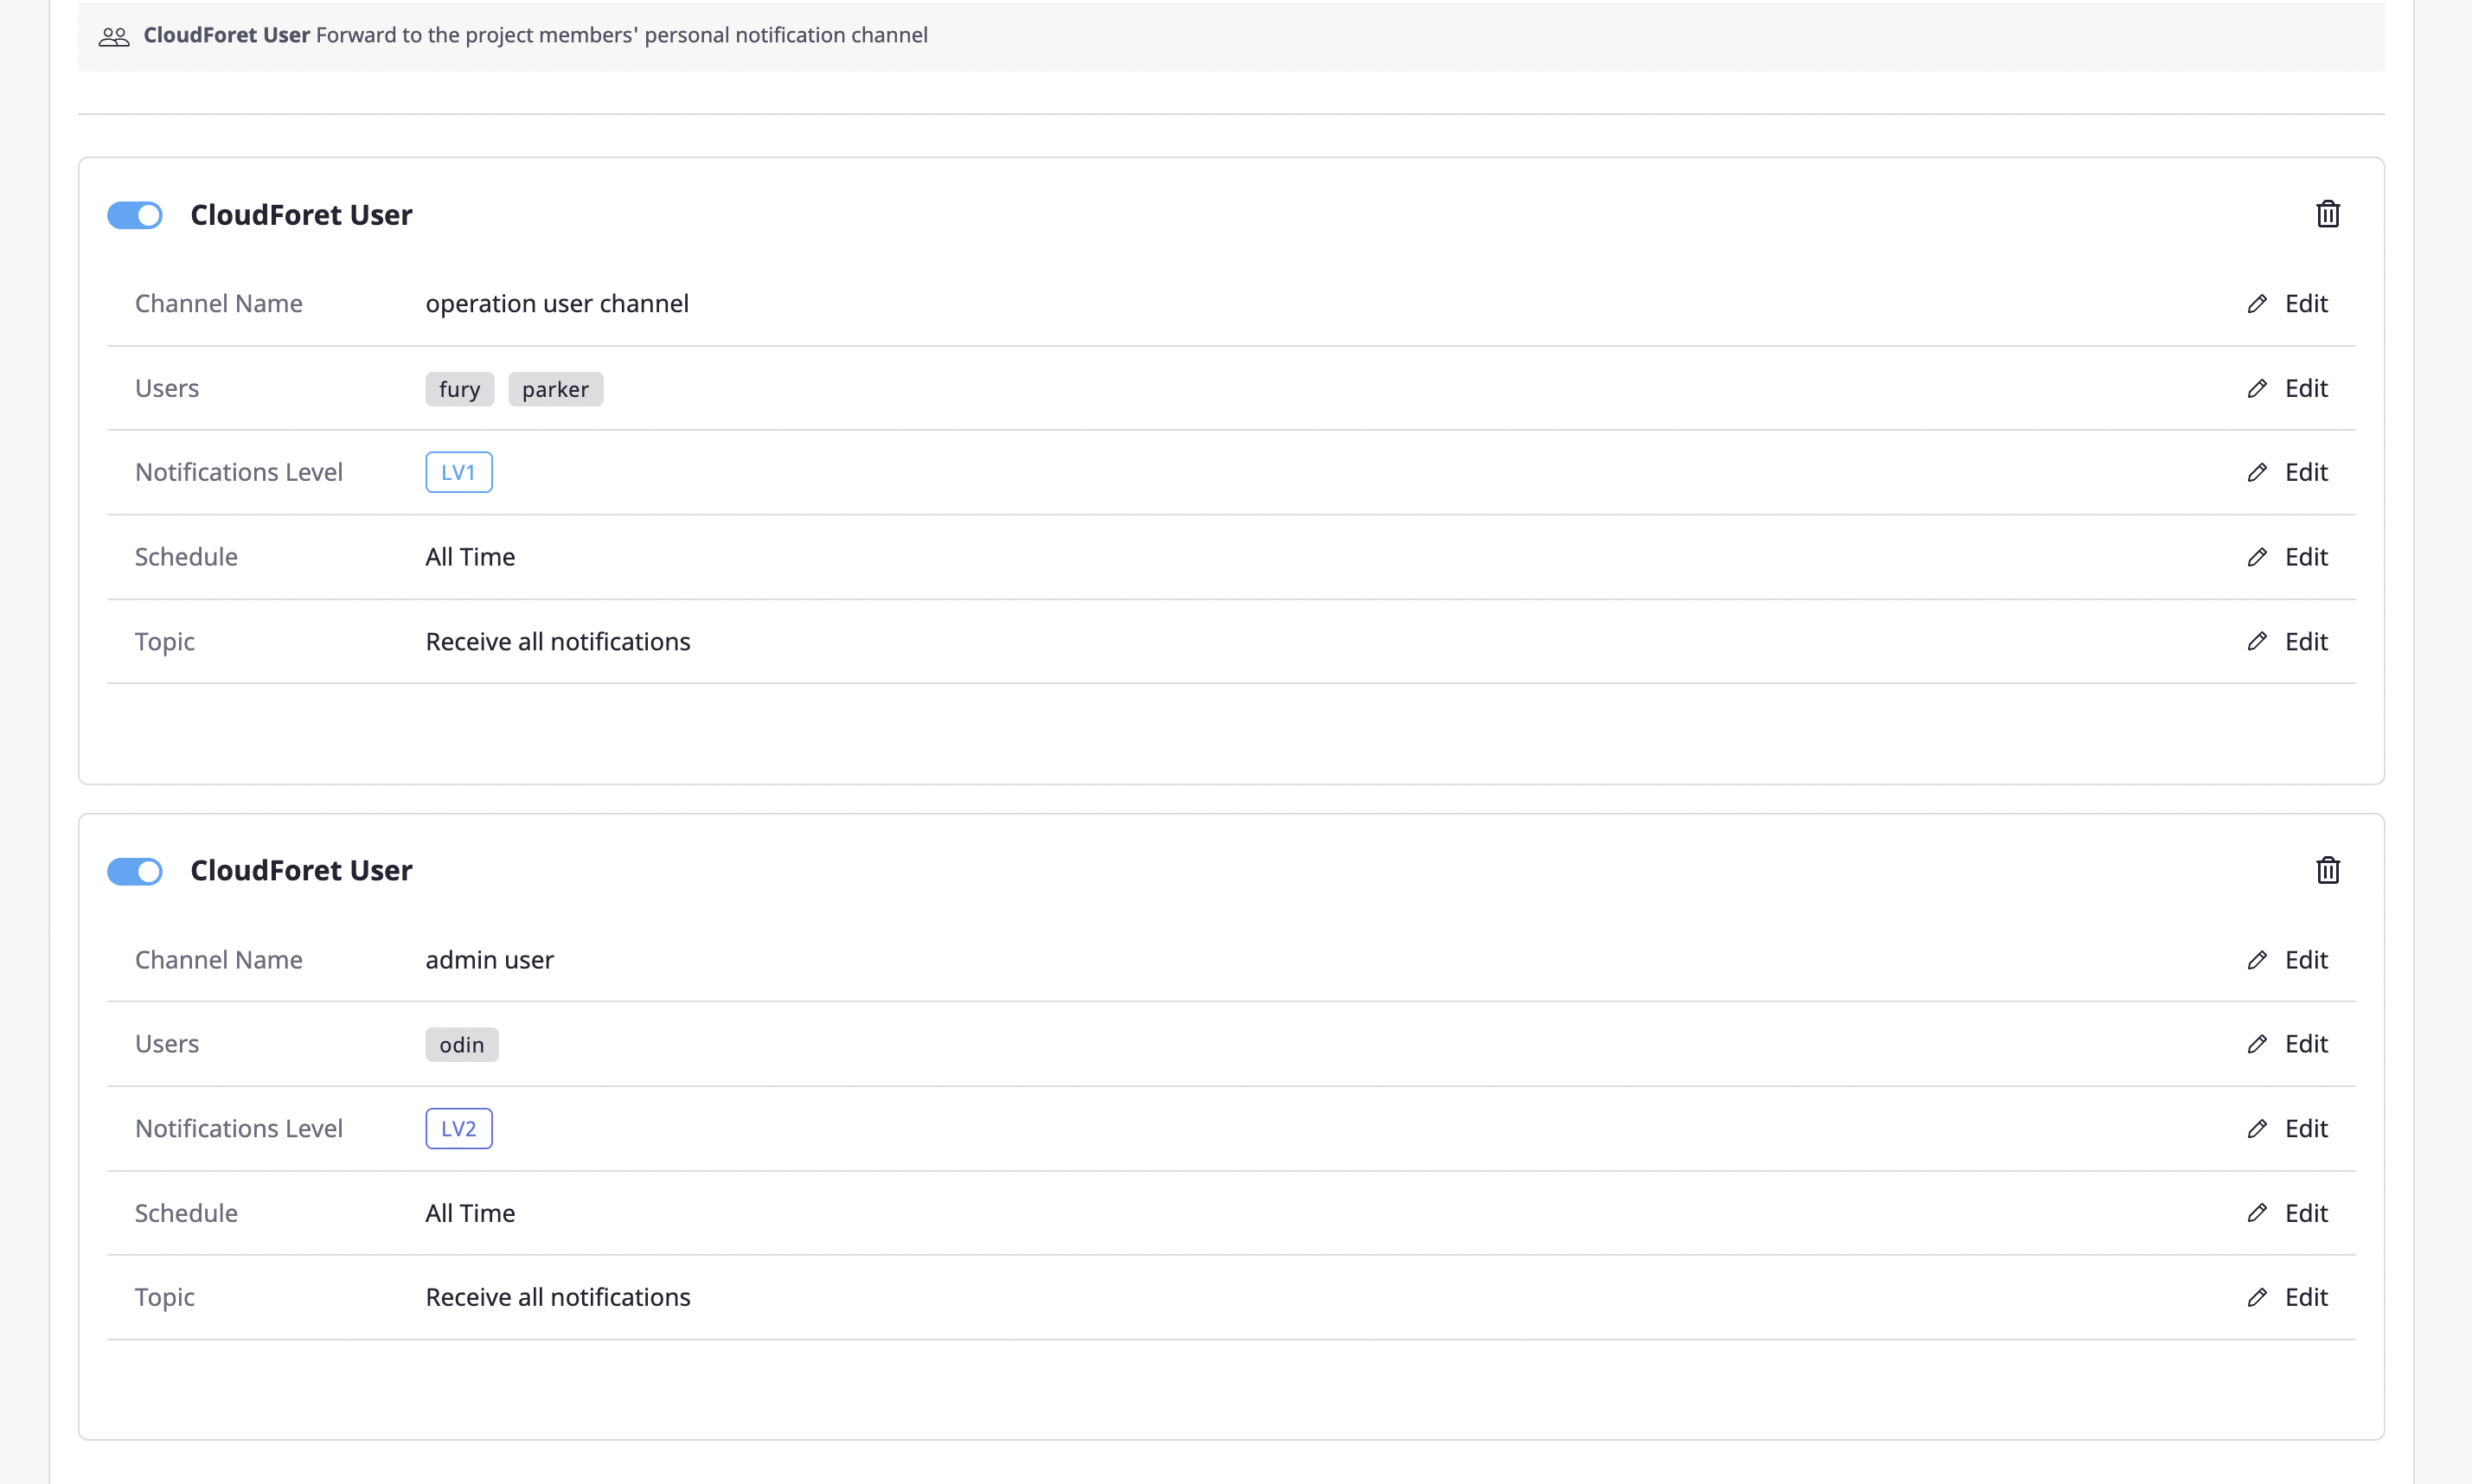 CloudForet User Forward to the project members' personal notification channel
CloudForet User
Channel Name operation user channel Edit
Users fury parker Edit
Notifications Level LV1 Edit
Schedule All Time Edit
Topic Receive all notifications Edit
CloudForet User
Channel Name admin user Edit
Users odin Edit
Notifications Level LV2 Edit
Schedule All Time Edit
Topic Receive all notifications Edit